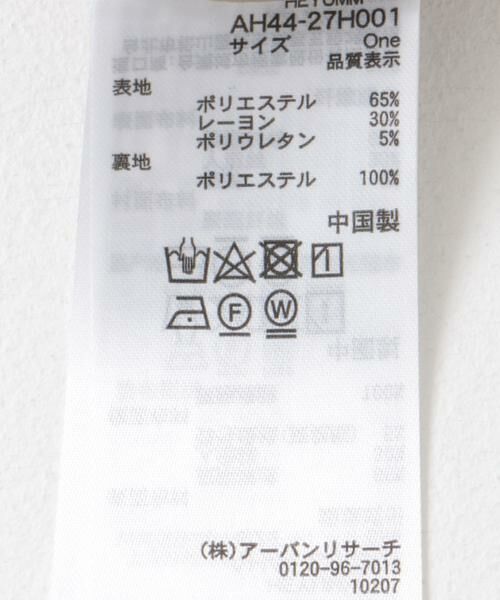 HEYOMM
AH44-27H001
サイズ One
品質表示
表地
ポリエステル 65%
レーヨン 30%
ポリウレタン 5%
裏地
ポリエステル 100%
中国製
F W
(株)アーバンリサーチ
0120-96-7013
10207